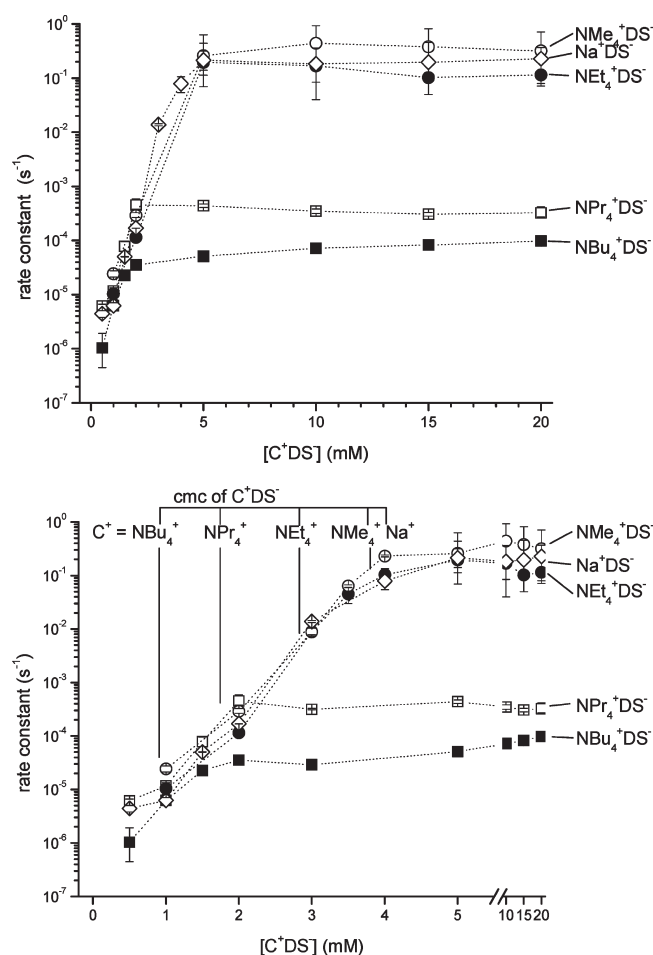 10⁰
10⁻¹
10⁻²
10⁻³
10⁻⁴
10⁻⁵
10⁻⁶
10⁻⁷
rate constant (s⁻¹)
NMe₄⁺DS⁻
Na⁺DS⁻
NEt₄⁺DS⁻
NPr₄⁺DS⁻
NBu₄⁺DS⁻
0 5 10 15 20
[C⁺DS⁻] (mM)
cmc of C⁺DS⁻
C⁺ = NBu₄⁺ NPr₄⁺ NEt₄⁺ NMe₄⁺ Na⁺
10⁰
10⁻¹
10⁻²
10⁻³
10⁻⁴
10⁻⁵
10⁻⁶
10⁻⁷
rate constant (s⁻¹)
NMe₄⁺DS⁻
Na⁺DS⁻
NEt₄⁺DS⁻
NPr₄⁺DS⁻
NBu₄⁺DS⁻
0 1 2 3 4 5 10 15 20
[C⁺DS⁻] (mM)